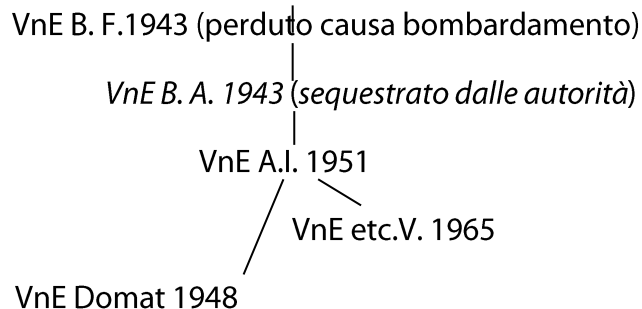 VnE B. F.1943 (perduto causa bombardamento)
VnE B. A. 1943 (sequestrato dalle autorità)
VnE A.I. 1951
VnE etc.V. 1965
VnE Domat 1948